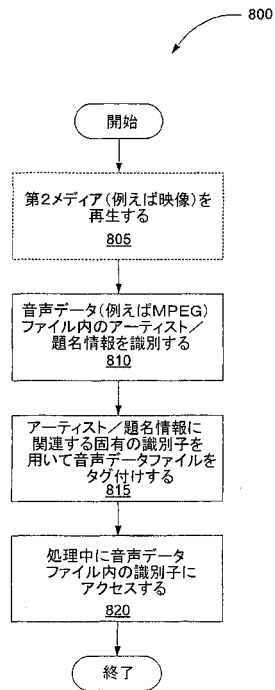 800
開始
第2メディア(例えば映像)を
再生する
805
音声データ(例えばMPEG)
ファイル内のアーティスト/
題名情報を識別する
810
アーティスト/題名情報に
関連する固有の識別子を
用いて音声データファイルを
タグ付けする
815
処理中に音声データ
ファイル内の識別子に
アクセスする
820
終了